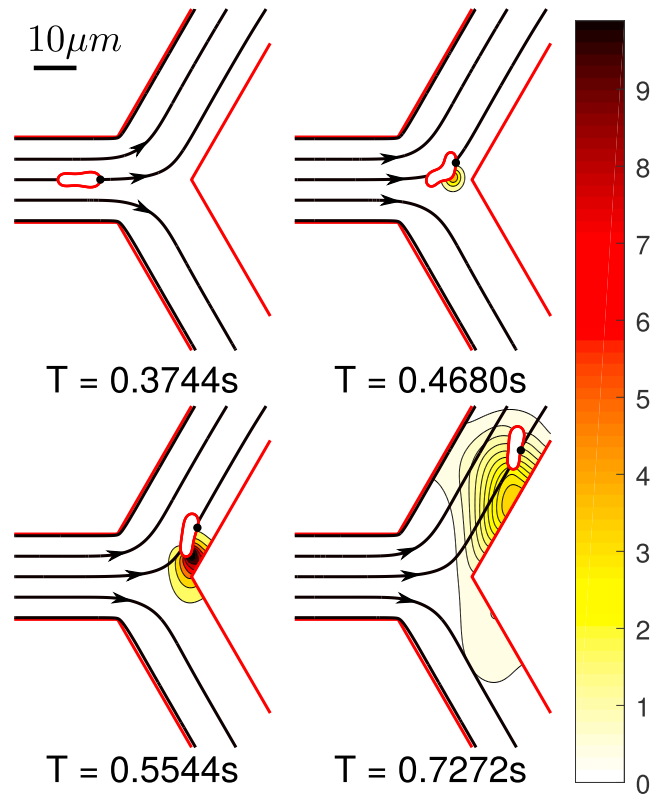 10μm
T = 0.3744s
T = 0.4680s
T = 0.5544s
T = 0.7272s
9
8
7
6
5
4
3
2
1
0